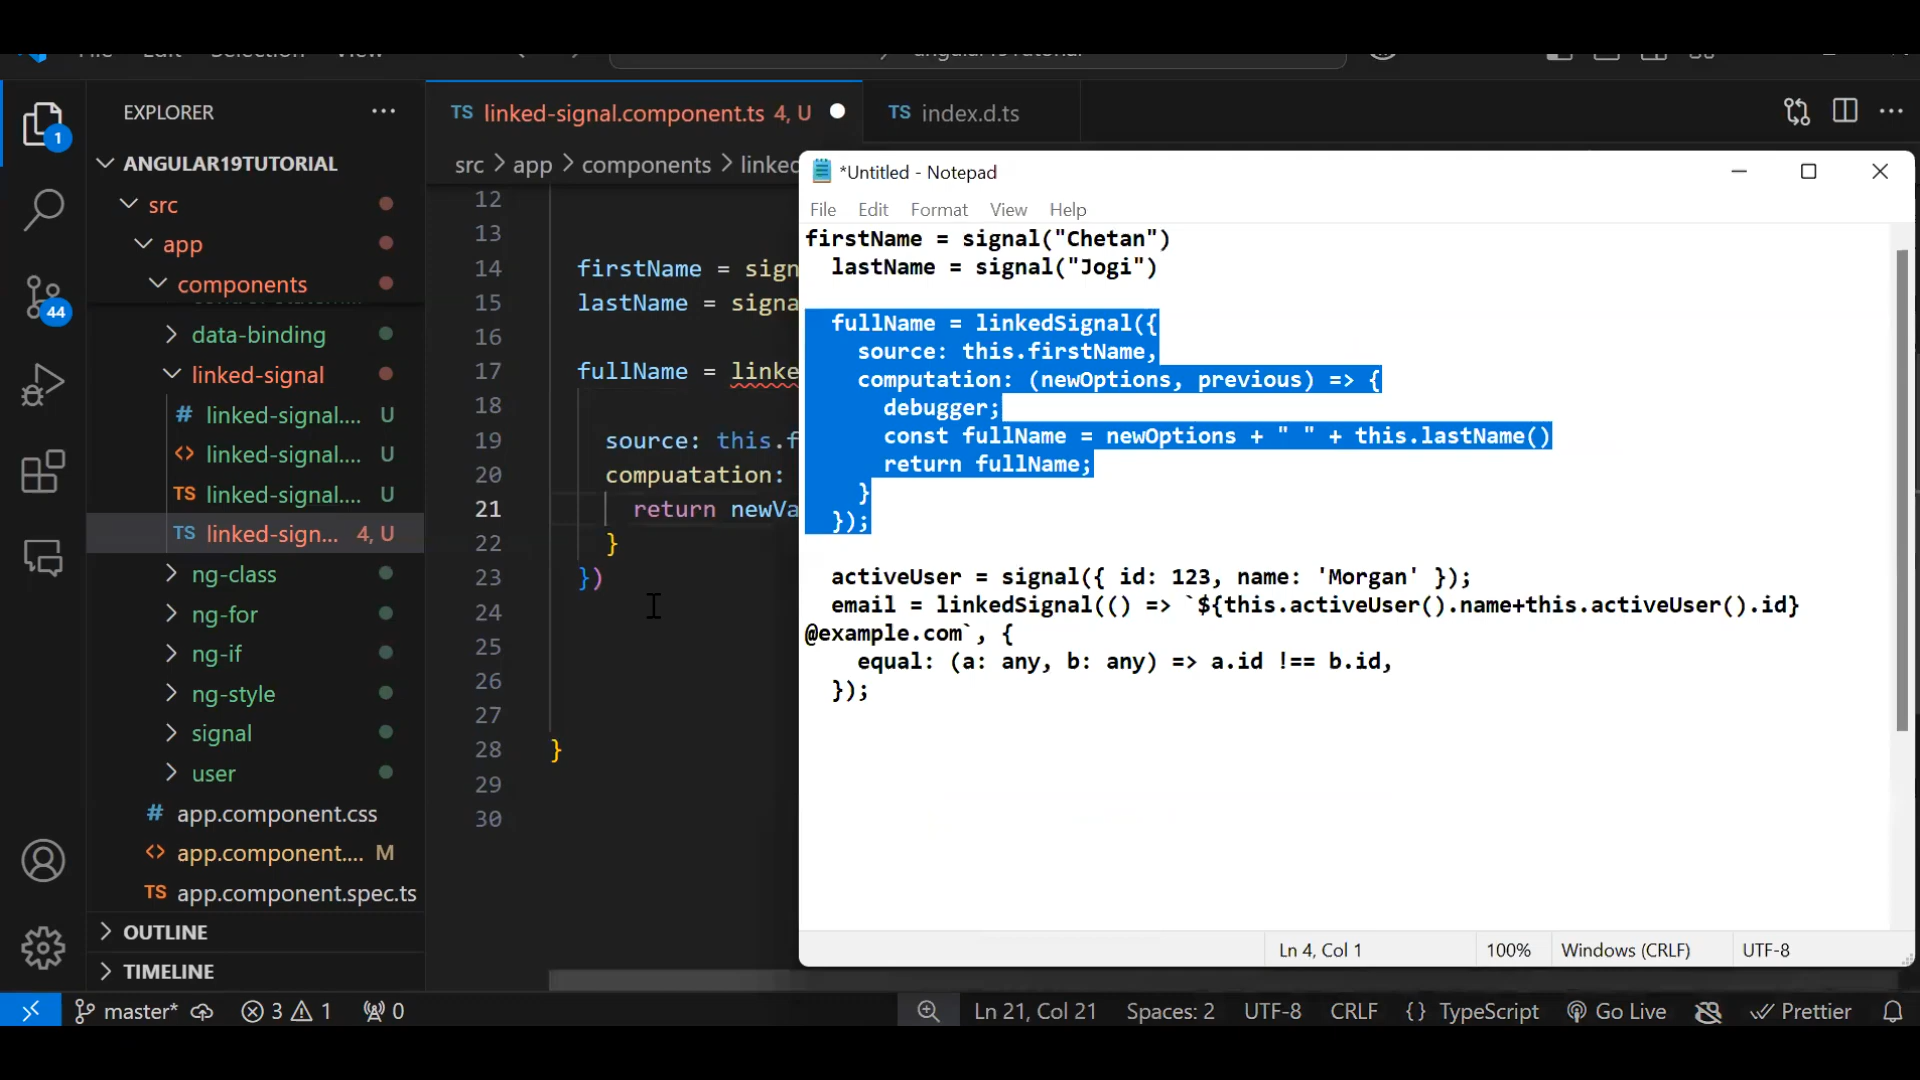 EXPLORER
TS linked-signal.component.ts 4, U
TS index.d.ts
ANGULAR19TUTORIAL
src > app > components > linked
src
app
components
data-binding
linked-signal
# linked-signal.... U
<> linked-signal.... U
TS linked-signal.... U
TS linked-sign... 4, U
ng-class
ng-for
ng-if
ng-style
signal
user
# app.component.css
<> app.component.... M
TS app.component.spec.ts
OUTLINE
TIMELINE
1
44
12
13
14 firstName = sign
15 lastName = signa
16
17 fullName = linke
18
19 source: this.f
20 compuatation:
21 return newVa
22 }
23 })
24
25
26
27
28 }
29
30
*Untitled - Notepad
File Edit Format View Help
firstName = signal("Chetan")
lastName = signal("Jogi")
fullName = linkedSignal({
source: this.firstName,
computation: (newOptions, previous) => {
debugger;
const fullName = newOptions + " " + this.lastName()
return fullName;
}
});
activeUser = signal({ id: 123, name: 'Morgan' });
email = linkedSignal(() => `${this.activeUser().name+this.activeUser().id}
@example.com`, {
equal: (a: any, b: any) => a.id !== b.id,
});
Ln 4, Col 1 100% Windows (CRLF) UTF-8
master* 3 1 0 Ln 21, Col 21 Spaces: 2 UTF-8 CRLF {} TypeScript Go Live Prettier